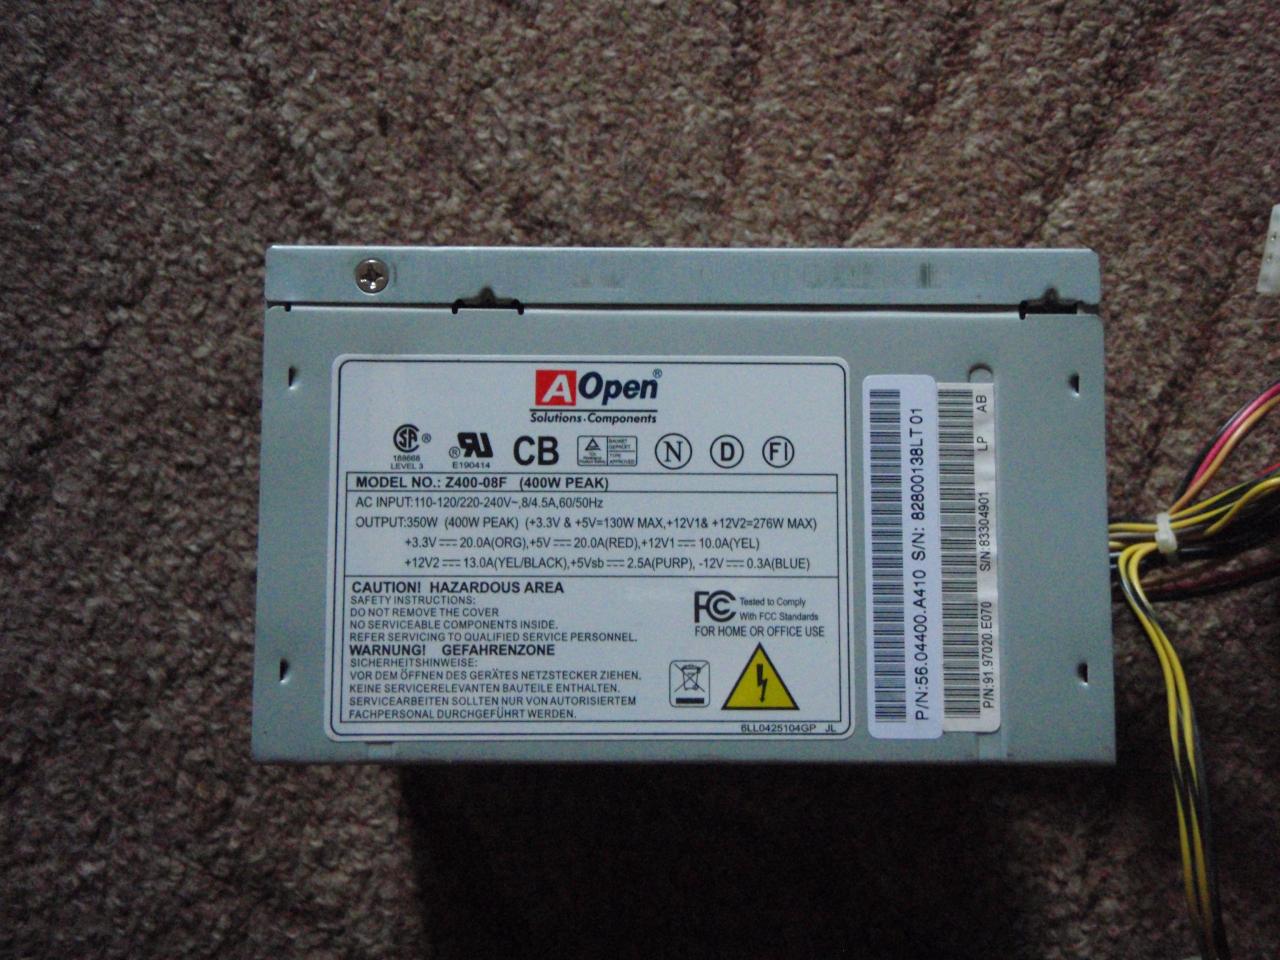 AOpen®
Solutions·Components
SA ® 188668 LEVEL 3
® RU E190414
CB
N
D
FI
MODEL NO.: Z400-08F (400W PEAK)
AC INPUT:110-120/220-240V~,8/4.5A,60/50Hz
OUTPUT:350W (400W PEAK) (+3.3V & +5V=130W MAX,+12V1& +12V2=276W MAX)
+3.3V⎓20.0A(ORG),+5V⎓20.0A(RED),+12V1⎓10.0A(YEL)
+12V2⎓13.0A(YEL/BLACK),+5Vsb⎓2.5A(PURP), -12V⎓0.3A(BLUE)
CAUTION! HAZARDOUS AREA
SAFETY INSTRUCTIONS:
DO NOT REMOVE THE COVER
NO SERVICEABLE COMPONENTS INSIDE.
REFER SERVICING TO QUALIFIED SERVICE PERSONNEL.
WARNUNG! GEFAHRENZONE
SICHERHEITSHINWEISE:
VOR DEM ÖFFNEN DES GERÄTES NETZSTECKER ZIEHEN.
KEINE SERVICERELEVANTEN BAUTEILE ENTHALTEN.
SERVICEARBEITEN SOLLTEN NUR VON AUTORISIERTEM
FACHPERSONAL DURCHGEFÜHRT WERDEN.
FC Tested to Comply
With FCC Standards
FOR HOME OR OFFICE USE
6LL0425104GP JL
P/N:56.04400.A410 S/N: 82800138LT 01
P/N:91.97020.E070 S/N:83304901 LP AB